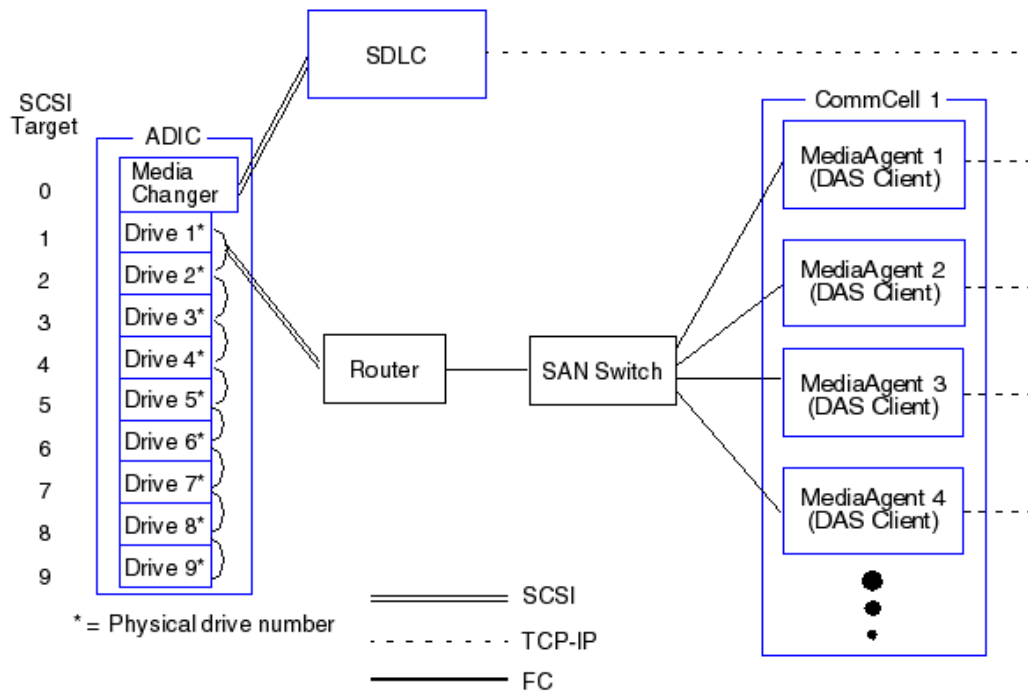 SDLC
SCSI
Target
ADIC
CommCell 1
Media
Changer
0
MediaAgent 1
(DAS Client)
Drive 1*
1
Drive 2*
2
MediaAgent 2
(DAS Client)
Drive 3*
3
Drive 4*
4
Router
SAN Switch
MediaAgent 3
(DAS Client)
Drive 5*
5
Drive 6*
6
Drive 7*
7
MediaAgent 4
(DAS Client)
Drive 8*
8
Drive 9*
9
* = Physical drive number
SCSI
TCP-IP
FC